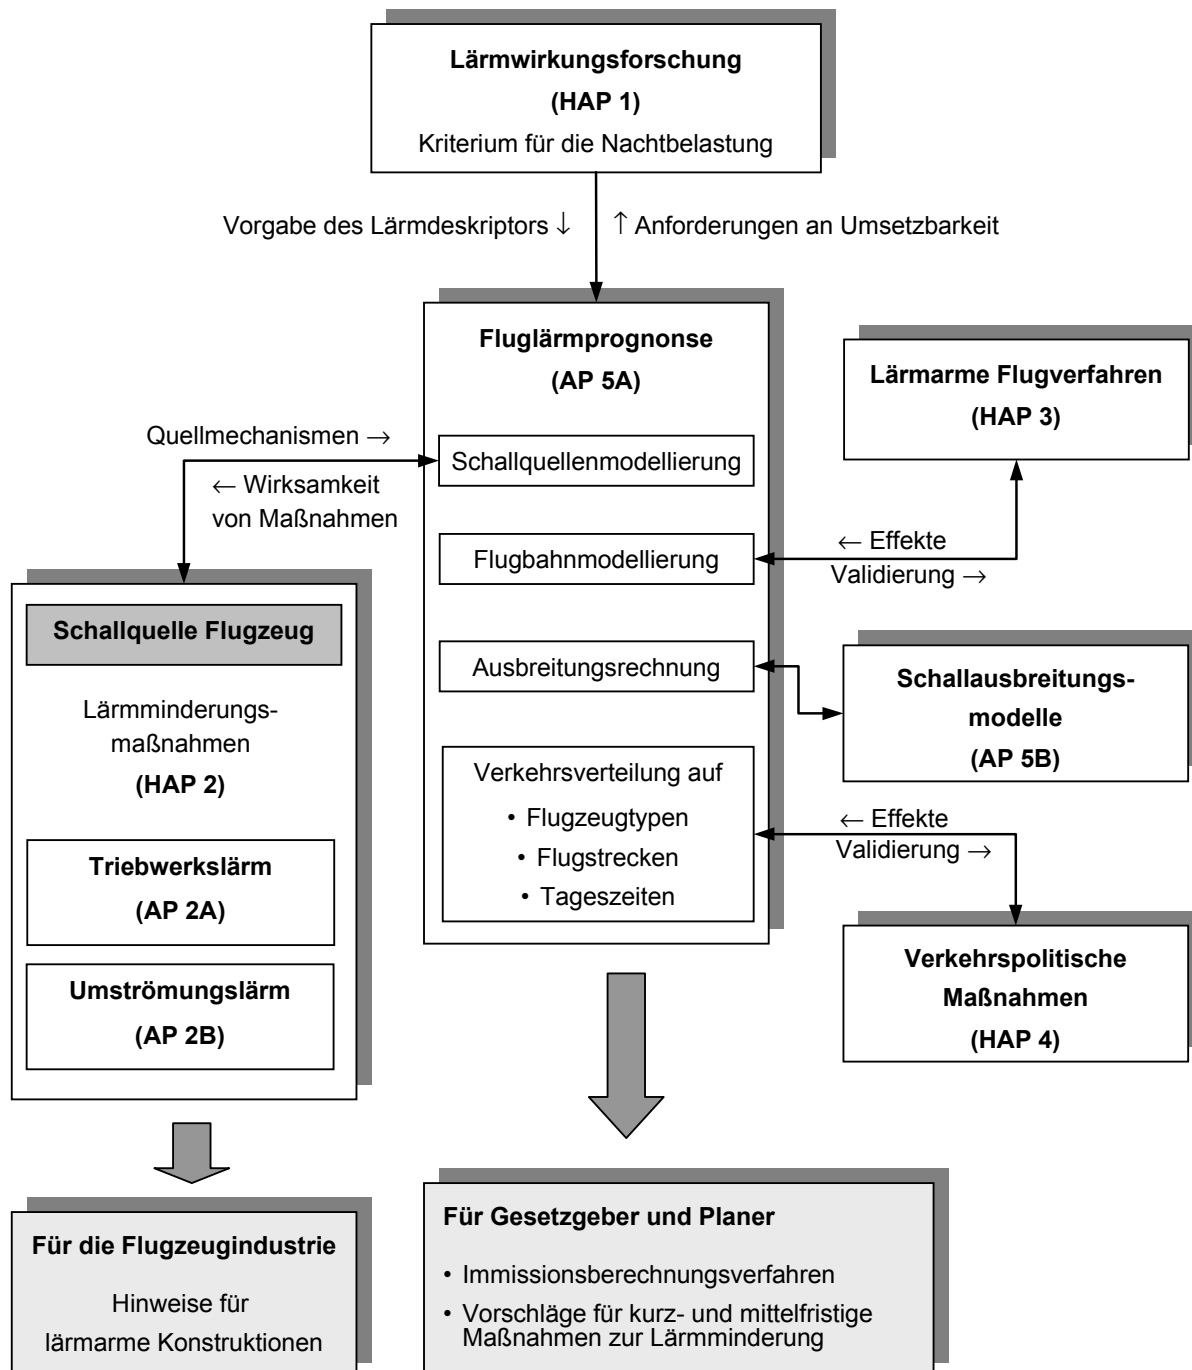 Lärmwirkungsforschung
(HAP 1)
Kriterium für die Nachtbelastung
Vorgabe des Lärmdeskriptors ↓
↑ Anforderungen an Umsetzbarkeit
Fluglärmprognonse
(AP 5A)
Lärmarme Flugverfahren
(HAP 3)
Quellmechanismen →
← Wirksamkeit
von Maßnahmen
Schallquellenmodellierung
Flugbahnmodellierung
← Effekte
Validierung →
Schallquelle Flugzeug
Lärmminderungs-
maßnahmen
(HAP 2)
Triebwerkslärm
(AP 2A)
Umströmungslärm
(AP 2B)
Ausbreitungsrechnung
Schallausbreitungs-
modelle
(AP 5B)
Verkehrsverteilung auf
• Flugzeugtypen
• Flugstrecken
• Tageszeiten
← Effekte
Validierung →
Verkehrspolitische
Maßnahmen
(HAP 4)
Für die Flugzeugindustrie
Hinweise für
lärmarme Konstruktionen
Für Gesetzgeber und Planer
• Immissionsberechnungsverfahren
• Vorschläge für kurz- und mittelfristige
Maßnahmen zur Lärmminderung